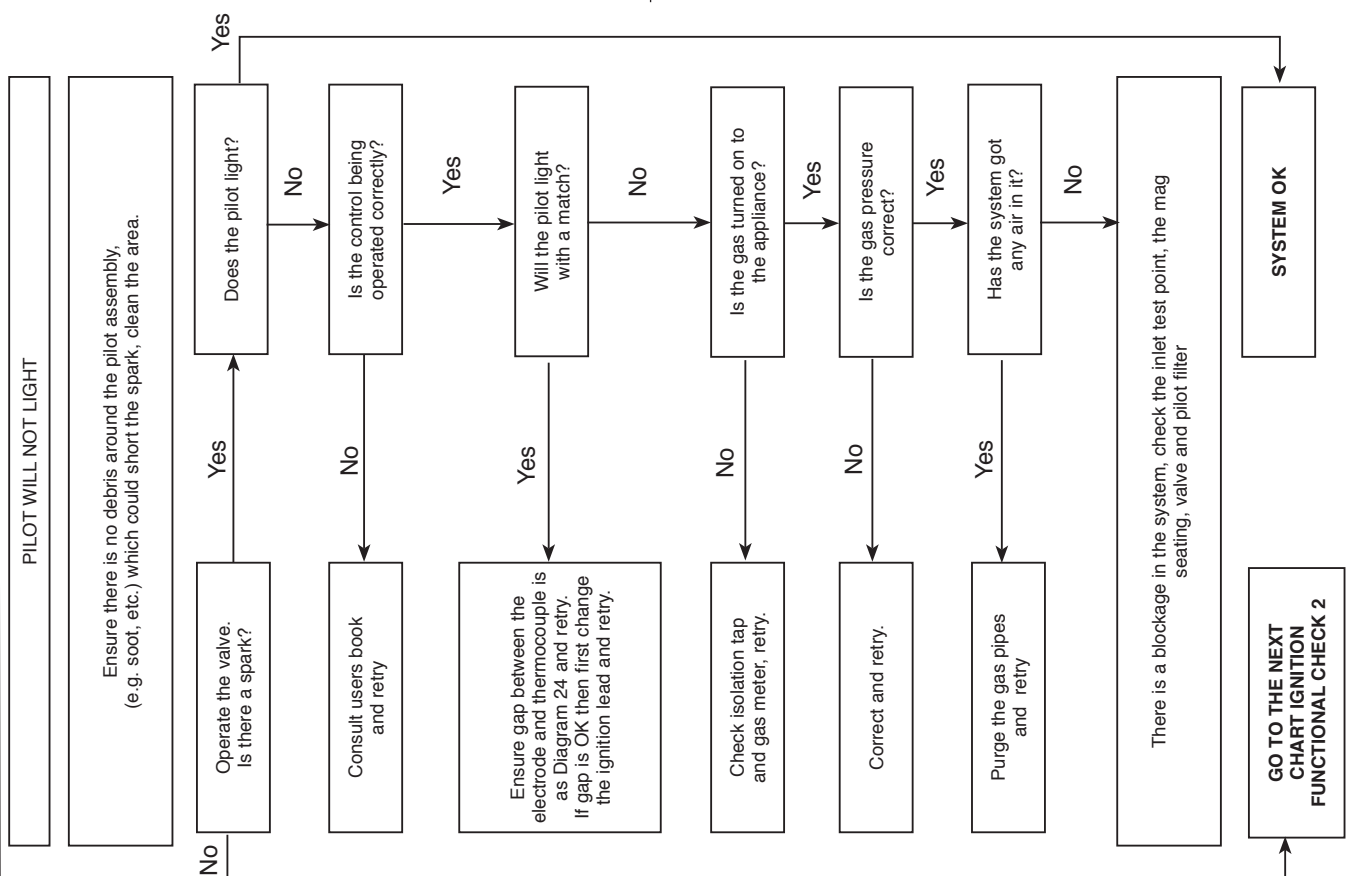 PILOT WILL NOT LIGHT
Ensure there is no debris around the pilot assembly,
(e.g. soot, etc.) which could short the spark, clean the area.
No
Operate the valve.
Is there a spark?
Yes
Does the pilot light?
Yes
No
Consult users book
and retry
No
Is the control being
operated correctly?
Yes
Ensure gap between the
electrode and thermocouple is
as Diagram 24 and retry.
If gap is OK then first change
the ignition lead and retry.
Yes
Will the pilot light
with a match?
No
Check isolation tap
and gas meter, retry.
No
Is the gas turned on to
the appliance?
Yes
Correct and retry.
No
Is the gas pressure
correct?
Yes
Purge the gas pipes
and retry
Yes
Has the system got
any air in it?
No
There is a blockage in the system, check the inlet test point, the mag
seating, valve and pilot filter
GO TO THE NEXT
CHART IGNITION
FUNCTIONAL CHECK 2
SYSTEM OK